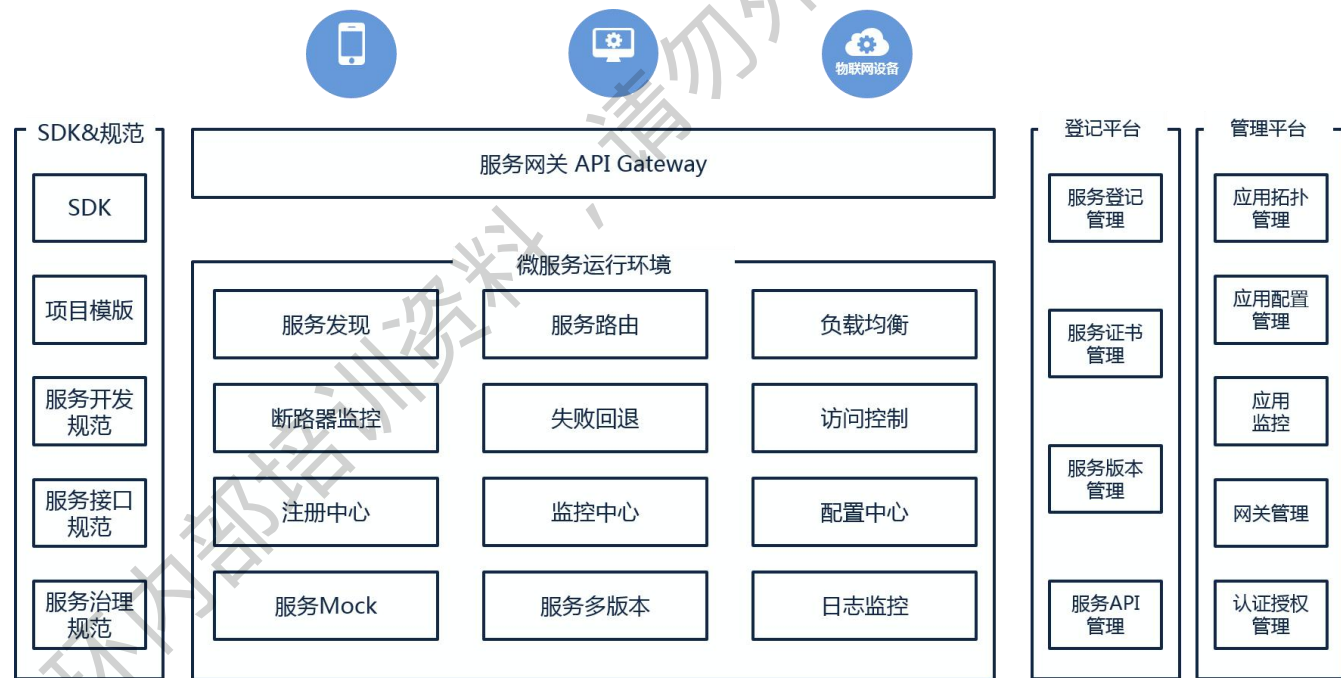 物联网设备
SDK&规范
SDK
项目模版
服务开发
规范
服务接口
规范
服务治理
规范
服务网关 API Gateway
微服务运行环境
服务发现
服务路由
负载均衡
断路器监控
失败回退
访问控制
注册中心
监控中心
配置中心
服务Mock
服务多版本
日志监控
登记平台
服务登记
管理
服务证书
管理
服务版本
管理
服务API
管理
管理平台
应用拓扑
管理
应用配置
管理
应用
监控
网关管理
认证授权
管理
环内部培训资料，请勿外